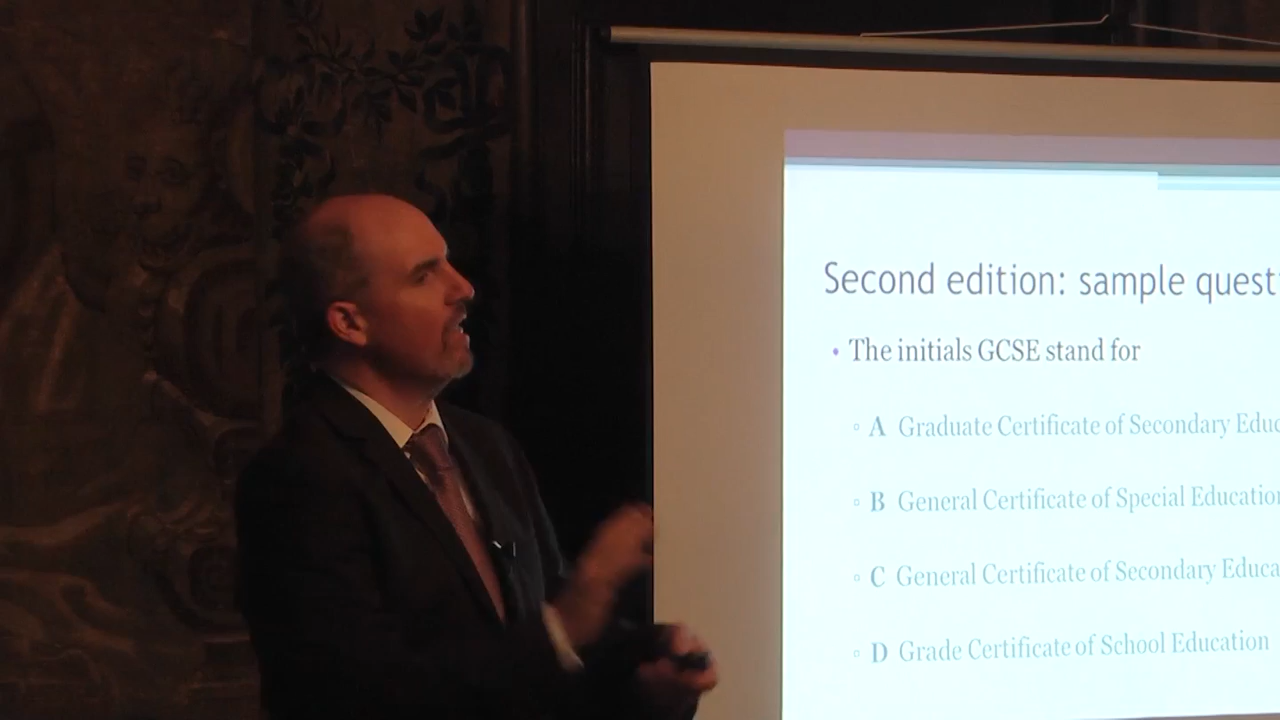 Second edition: sample quest
• The initials GCSE stand for
▫ A Graduate Certificate of Secondary Educ
▫ B General Certificate of Special Education
▫ C General Certificate of Secondary Educa
▫ D Grade Certificate of School Education